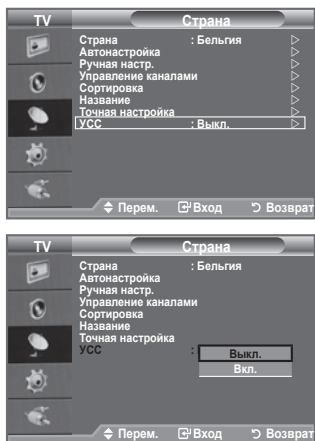 TV Страна
Страна : Бельгия
Автонастройка
Ручная настр.
Управление каналами
Сортировка
Название
Точная настройка
УСС : Выкл.
Перем. Вход Возврат
TV Страна
Страна : Бельгия
Автонастройка
Ручная настр.
Управление каналами
Сортировка
Название
Точная настройка
УСС : Выкл.
Вкл.
Перем. Вход Возврат